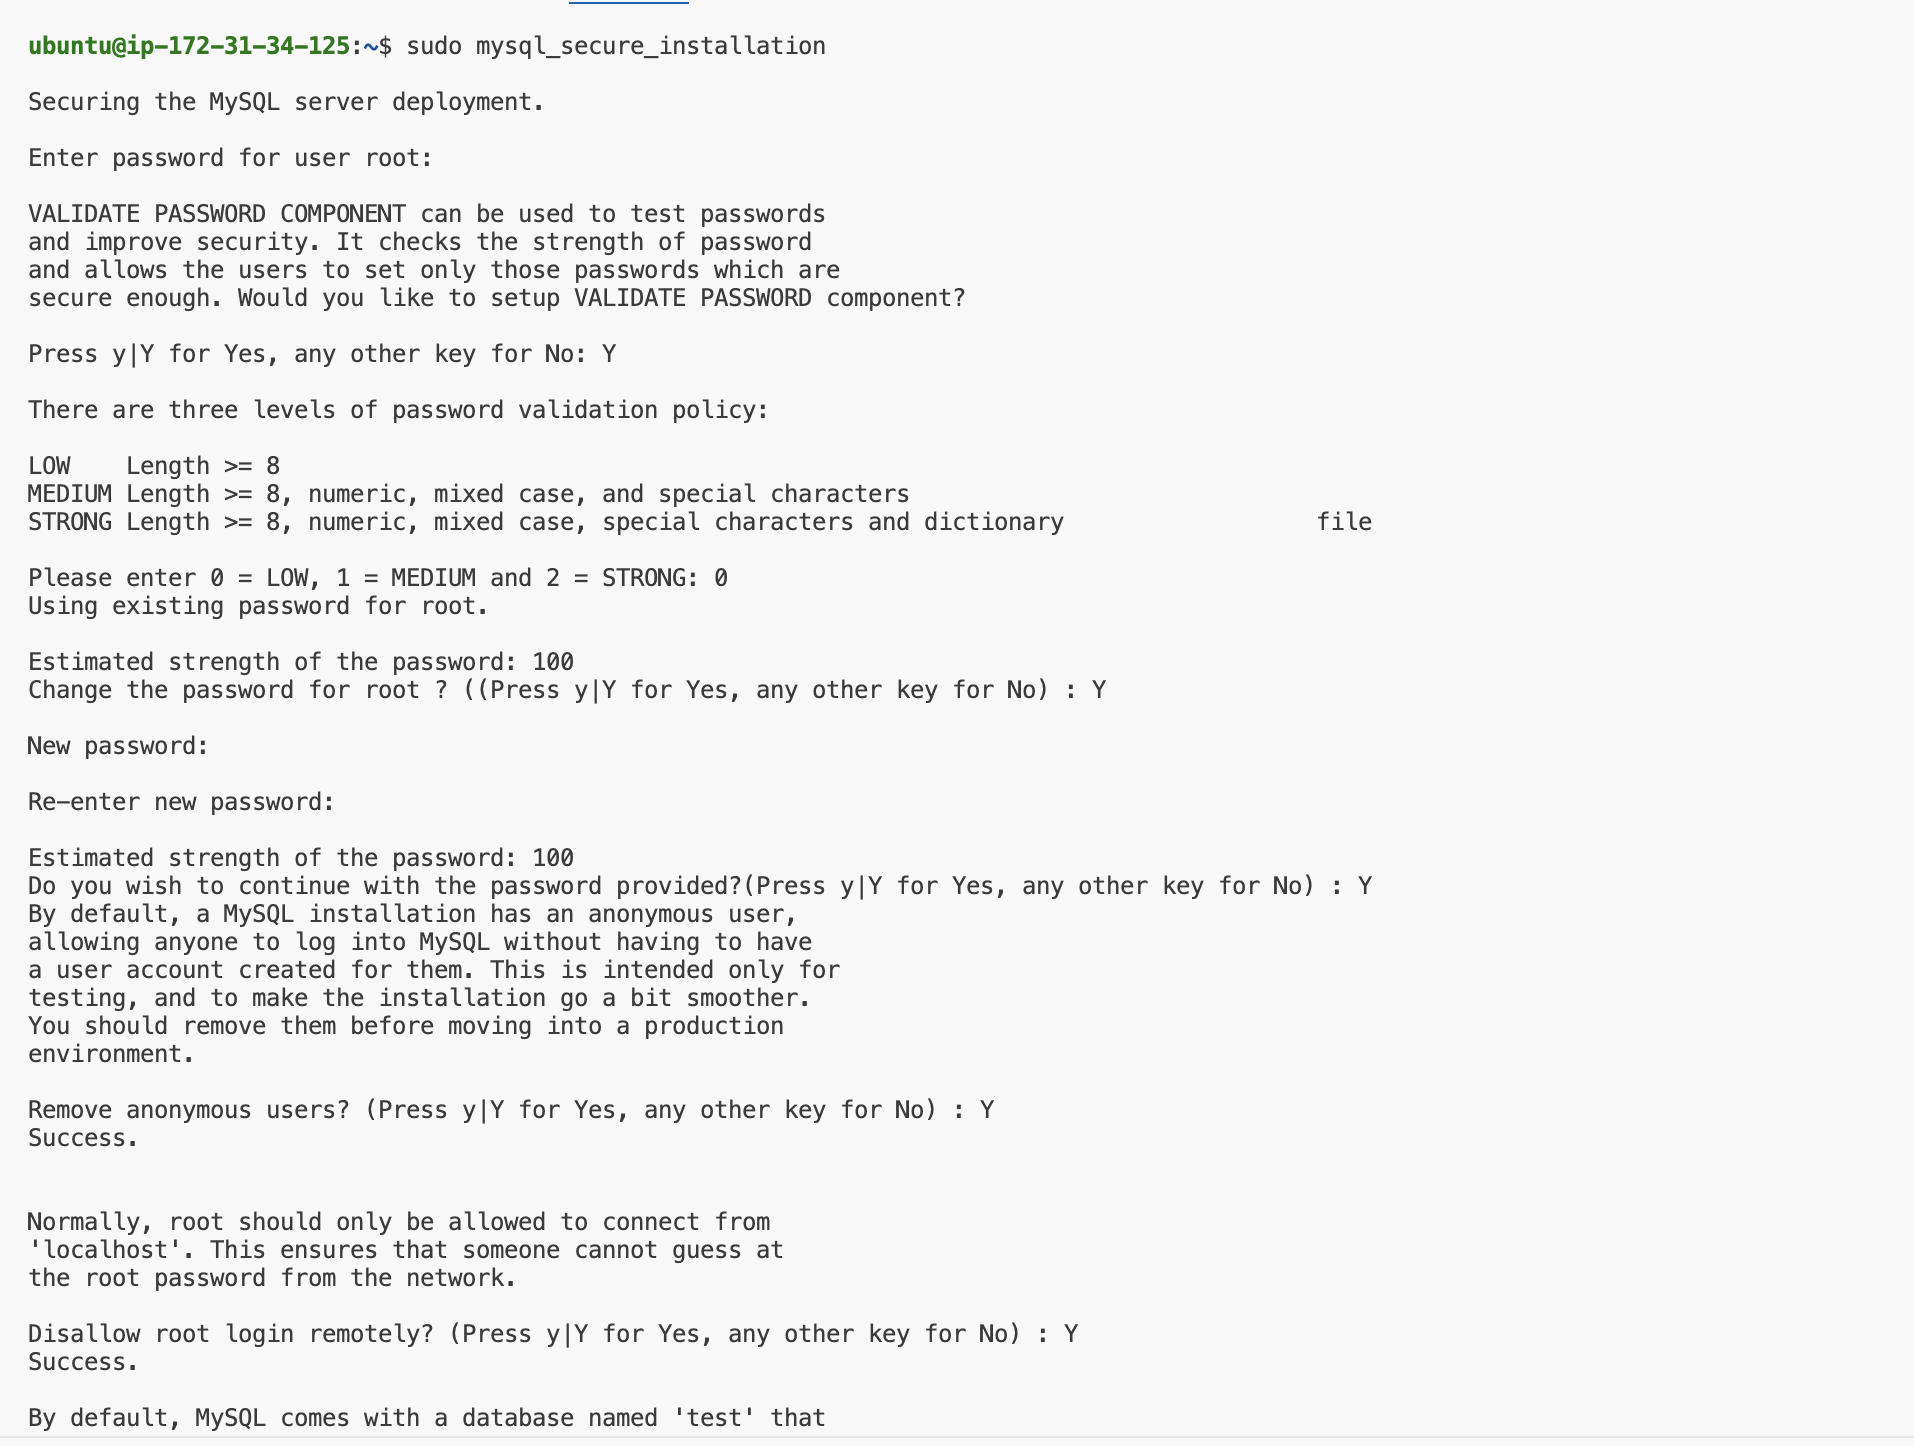 ubuntu@ip-172-31-34-125:~$ sudo mysql_secure_installation
Securing the MySQL server deployment.
Enter password for user root:
VALIDATE PASSWORD COMPONENT can be used to test passwords
and improve security. It checks the strength of password
and allows the users to set only those passwords which are
secure enough. Would you like to setup VALIDATE PASSWORD component?
Press y|Y for Yes, any other key for No: Y
There are three levels of password validation policy:
LOW    Length >= 8
MEDIUM Length >= 8, numeric, mixed case, and special characters
STRONG Length >= 8, numeric, mixed case, special characters and dictionary                  file
Please enter 0 = LOW, 1 = MEDIUM and 2 = STRONG: 0
Using existing password for root.
Estimated strength of the password: 100
Change the password for root ? ((Press y|Y for Yes, any other key for No) : Y
New password:
Re-enter new password:
Estimated strength of the password: 100
Do you wish to continue with the password provided?(Press y|Y for Yes, any other key for No) : Y
By default, a MySQL installation has an anonymous user,
allowing anyone to log into MySQL without having to have
a user account created for them. This is intended only for
testing, and to make the installation go a bit smoother.
You should remove them before moving into a production
environment.
Remove anonymous users? (Press y|Y for Yes, any other key for No) : Y
Success.
Normally, root should only be allowed to connect from
'localhost'. This ensures that someone cannot guess at
the root password from the network.
Disallow root login remotely? (Press y|Y for Yes, any other key for No) : Y
Success.
By default, MySQL comes with a database named 'test' that